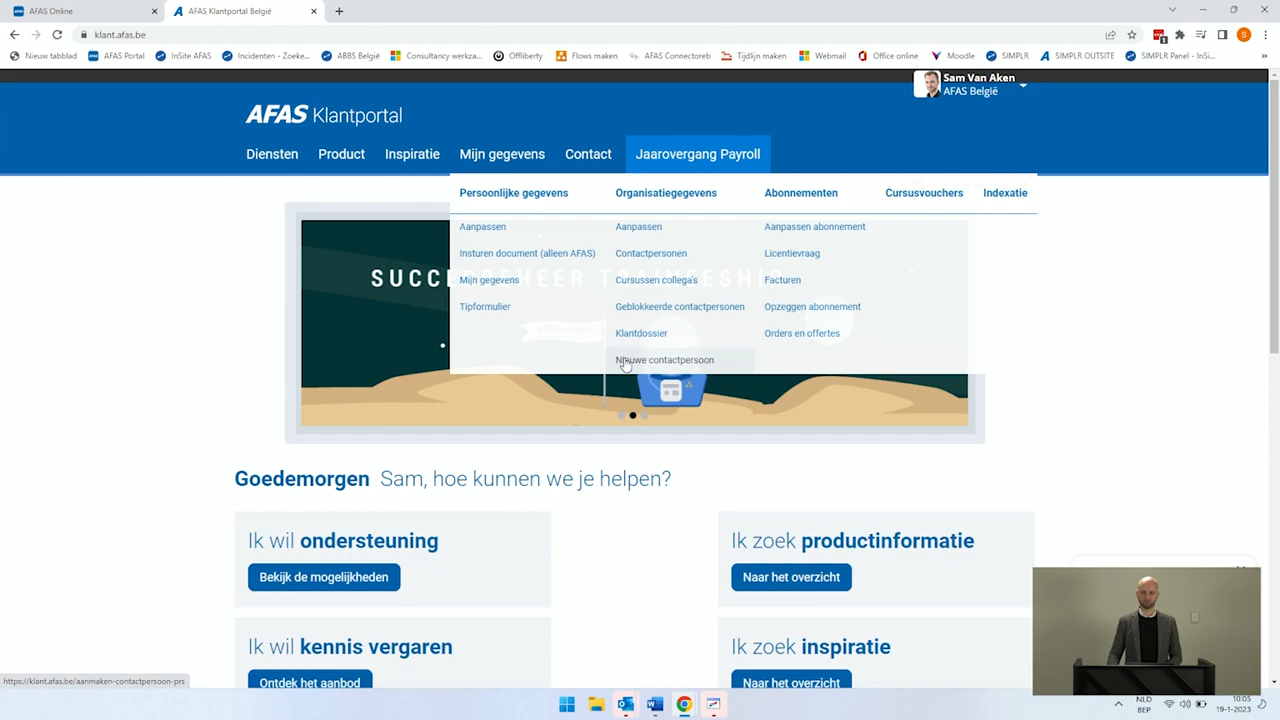 AFAS Online
AFAS Klantportal België
klant.afas.be
Nieuw tabblad
AFAS Portal
InSite AFAS
Incidenten - Zoeke...
ABBS België
Consultancy werkza...
Offliberty
Flows maken
AFAS Connectoreb
Tijdlijn maken
Webmail
Office online
Moodle
SIMPLR
SIMPLR OUTSITE
SIMPLR Panel - InSi...
Sam Van Aken
AFAS België
AFAS Klantportal
Diensten
Product
Inspiratie
Mijn gegevens
Contact
Jaarovergang Payroll
Persoonlijke gegevens
Aanpassen
Insturen document (alleen AFAS)
Mijn gegevens
Tipformulier
Organisatiegegevens
Aanpassen
Contactpersonen
Cursussen collega's
Geblokkeerde contactpersonen
Klantdossier
Nieuwe contactpersoon
Abonnementen
Aanpassen abonnement
Licentievraag
Facturen
Opzeggen abonnement
Orders en offertes
Cursusvouchers
Indexatie
Goedemorgen Sam, hoe kunnen we je helpen?
Ik wil ondersteuning
Bekijk de mogelijkheden
Ik zoek productinformatie
Naar het overzicht
Ik wil kennis vergaren
Ontdek het aanbod
Ik zoek inspiratie
Naar het overzicht
https://klant.afas.be/aanmaken-contactpersoon-prs
NLD
BEP
10:05
19-1-2023